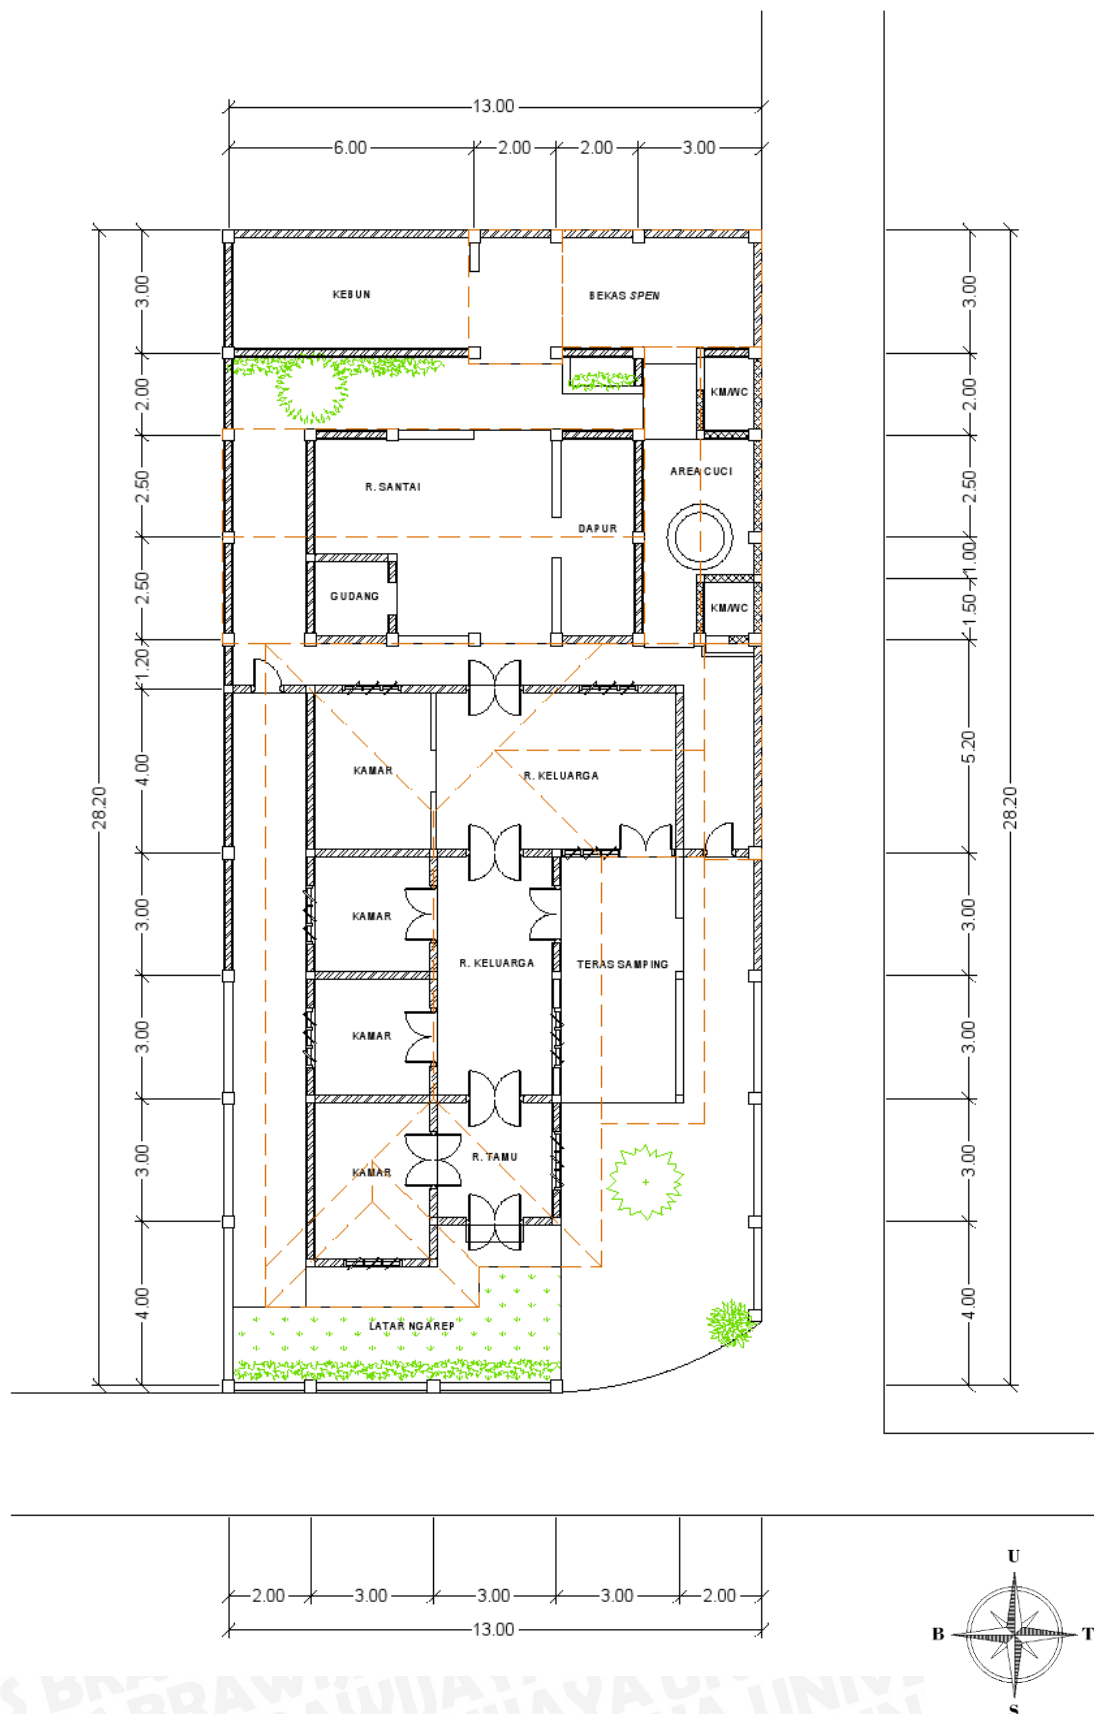 13.00
6.00 2.00 2.00 3.00
3.00
2.00
2.50
2.50
1.20
4.00
3.00
3.00
3.00
4.00
28.20
KEBUN
BEKAS SPEN
KM/WC
R. SANTAI
AREA CUCI
DAPUR
GUDANG
KM/WC
KAMAR
R. KELUARGA
KAMAR
R. KELUARGA
TERAS SAMPING
KAMAR
KAMAR
R. TAMU
LATAR NGAREP
3.00
2.00
2.50
1.00
1.50
5.20
3.00
3.00
3.00
4.00
28.20
2.00 3.00 3.00 3.00 2.00
13.00
U
B T
S